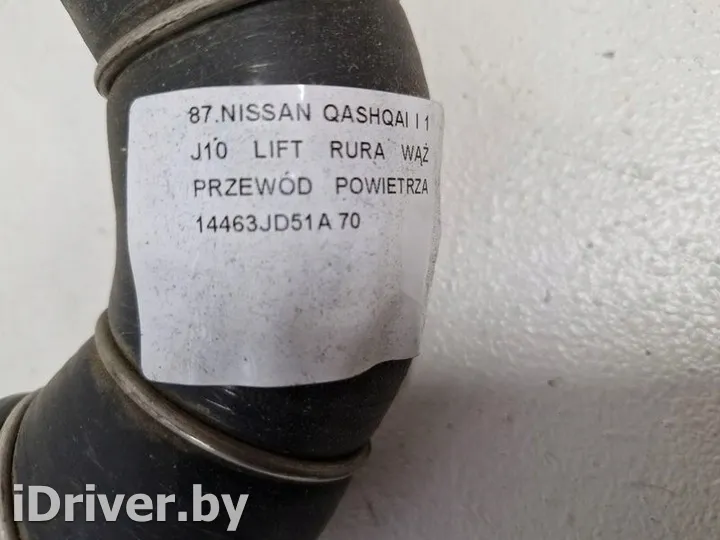 87.NISSAN QASHQAI I 1
J10 LIFT RURA WĄŻ
PRZEWÓD POWIETRZA
14463JD51A 70
iDriver.by